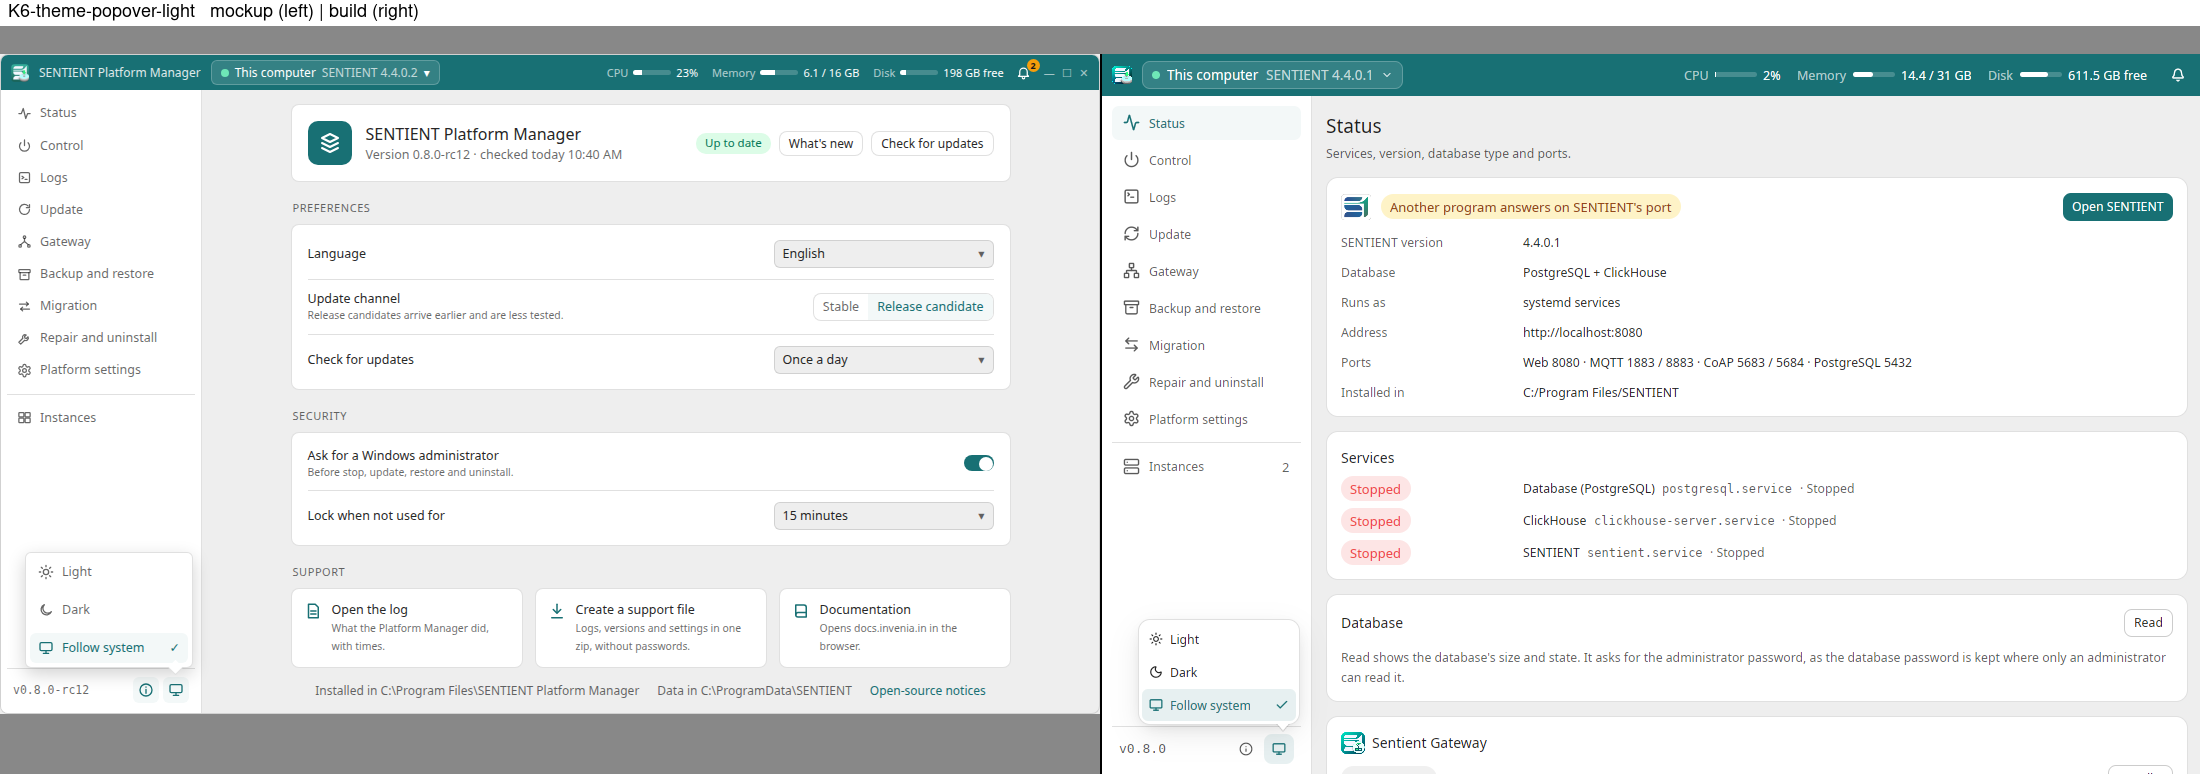 K6-theme-popover-light mockup (left) | build (right)
SENTIENT Platform Manager This computer SENTIENT 4.4.0.2 ▾ CPU 23% Memory 6.1 / 16 GB Disk 198 GB free 2
Status
Control
Logs
Update
Gateway
Backup and restore
Migration
Repair and uninstall
Platform settings
Instances
Light
Dark
Follow system ✓
v0.8.0-rc12
SENTIENT Platform Manager
Version 0.8.0-rc12 · checked today 10:40 AM
Up to date What's new Check for updates
PREFERENCES
Language English ▾
Update channel
Release candidates arrive earlier and are less tested.
Stable Release candidate
Check for updates Once a day ▾
SECURITY
Ask for a Windows administrator
Before stop, update, restore and uninstall.
Lock when not used for 15 minutes ▾
SUPPORT
Open the log
What the Platform Manager did,
with times.
Create a support file
Logs, versions and settings in one
zip, without passwords.
Documentation
Opens docs.invenia.in in the
browser.
Installed in C:\Program Files\SENTIENT Platform Manager Data in C:\ProgramData\SENTIENT Open-source notices
This computer SENTIENT 4.4.0.1 CPU 2% Memory 14.4 / 31 GB Disk 611.5 GB free
Status
Control
Logs
Update
Gateway
Backup and restore
Migration
Repair and uninstall
Platform settings
Instances 2
Light
Dark
Follow system ✓
v0.8.0
Status
Services, version, database type and ports.
Another program answers on SENTIENT's port Open SENTIENT
SENTIENT version 4.4.0.1
Database PostgreSQL + ClickHouse
Runs as systemd services
Address http://localhost:8080
Ports Web 8080 · MQTT 1883 / 8883 · CoAP 5683 / 5684 · PostgreSQL 5432
Installed in C:/Program Files/SENTIENT
Services
Stopped Database (PostgreSQL) postgresql.service · Stopped
Stopped ClickHouse clickhouse-server.service · Stopped
Stopped SENTIENT sentient.service · Stopped
Database Read
Read shows the database's size and state. It asks for the administrator password, as the database password is kept where only an administrator
can read it.
Sentient Gateway